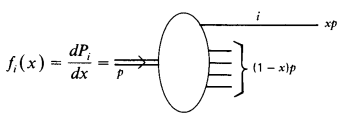 i
xp
f_i(x) = dP_i/dx = p
(1 − x)p